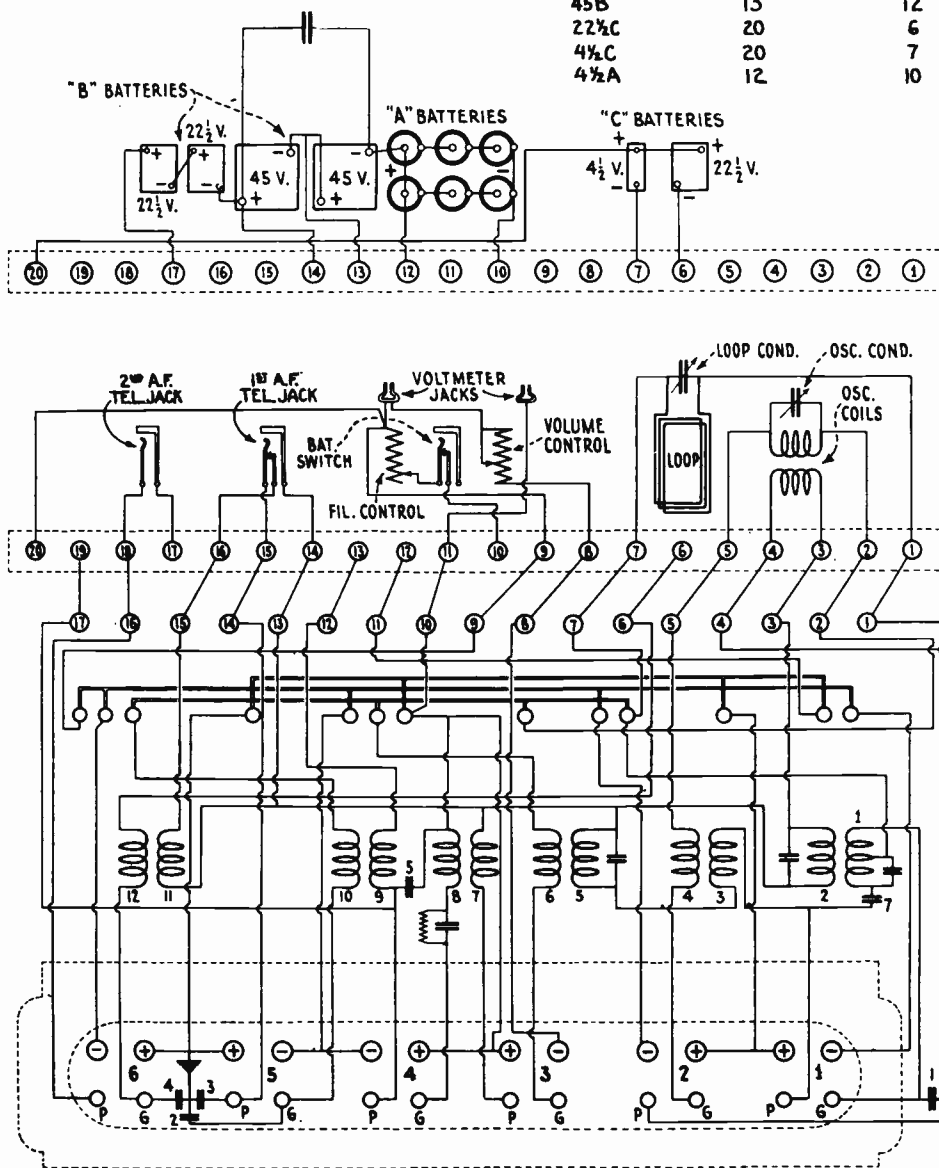 45B 13 12
22½C 20 6
4½C 20 7
4½A 12 10
"B" BATTERIES
"A" BATTERIES
"C" BATTERIES
22½ V.
+ + - - + + +
45 V. 45 V. 4½ V. 22½ V.
- - + + - - -
22½ V.
20 19 18 17 16 15 14 13 12 11 10 9 8 7 6 5 4 3 2 1
LOOP COND. OSC. COND.
2ND A.F. TEL. JACK
1ST A.F. TEL. JACK
VOLTMETER JACKS
OSC. COILS
BAT. SWITCH
VOLUME CONTROL
LOOP
FIL. CONTROL
20 19 18 17 16 15 14 13 12 11 10 9 8 7 6 5 4 3 2 1
17 16 15 14 13 12 11 10 9 8 7 6 5 4 3 2 1
1
5
12 11 10 9 8 7 6 5 4 3 2 7
- + + - - + + - - + + -
6 5 4 3 2 1
4 3 1
P G P G P G P G P G P G
2